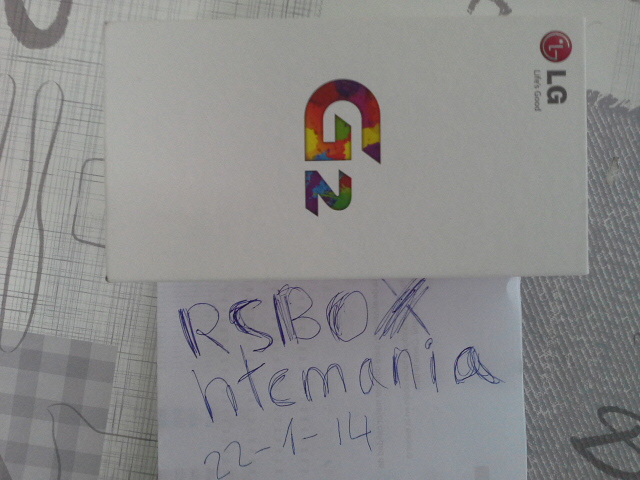 LG
Life's Good
G2
RSBOX
htcmania
22-1-14